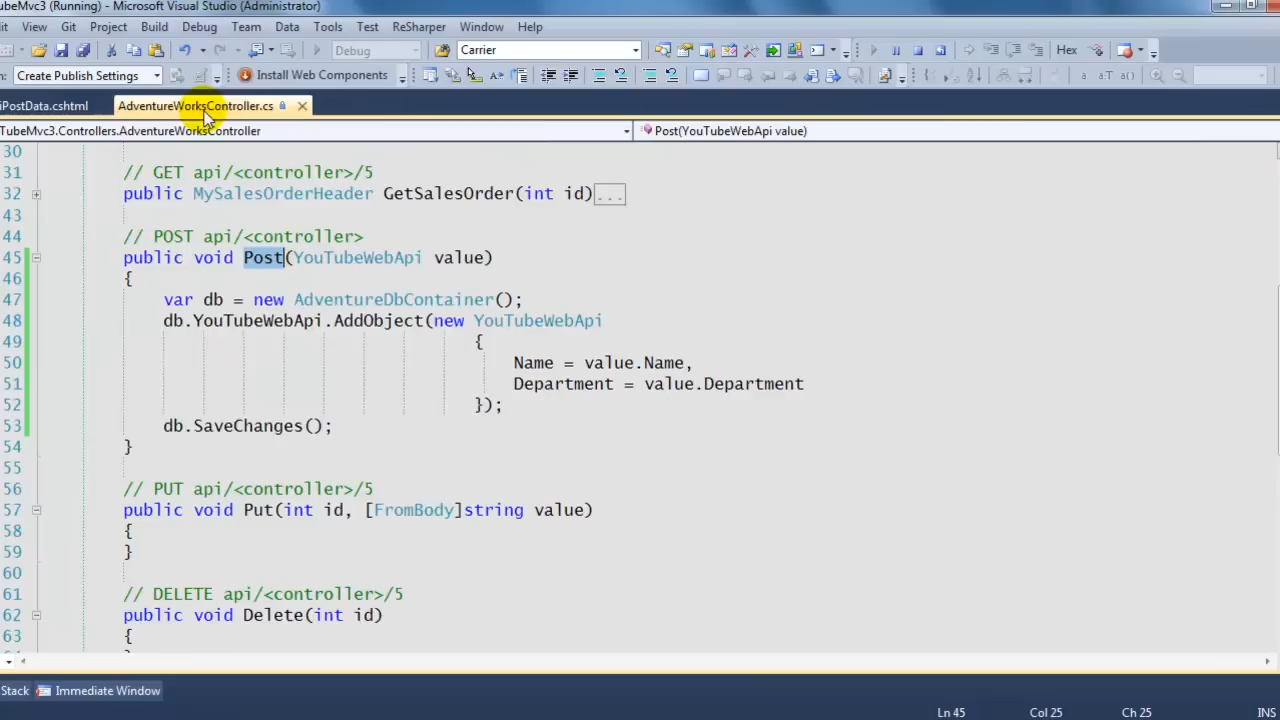 ubeMvc3 (Running) - Microsoft Visual Studio (Administrator)
it View Git Project Build Debug Team Data Tools Test ReSharper Window Help
Debug Carrier Hex
n: Create Publish Settings Install Web Components
iPostData.cshtml AdventureWorksController.cs
TubeMvc3.Controllers.AdventureWorksController Post(YouTubeWebApi value)
30
31 // GET api/<controller>/5
32 public MySalesOrderHeader GetSalesOrder(int id)...
43
44 // POST api/<controller>
45 public void Post(YouTubeWebApi value)
46 {
47 var db = new AdventureDbContainer();
48 db.YouTubeWebApi.AddObject(new YouTubeWebApi
49 {
50 Name = value.Name,
51 Department = value.Department
52 });
53 db.SaveChanges();
54 }
55
56 // PUT api/<controller>/5
57 public void Put(int id, [FromBody]string value)
58 {
59 }
60
61 // DELETE api/<controller>/5
62 public void Delete(int id)
63 {
Stack Immediate Window
Ln 45 Col 25 Ch 25 INS